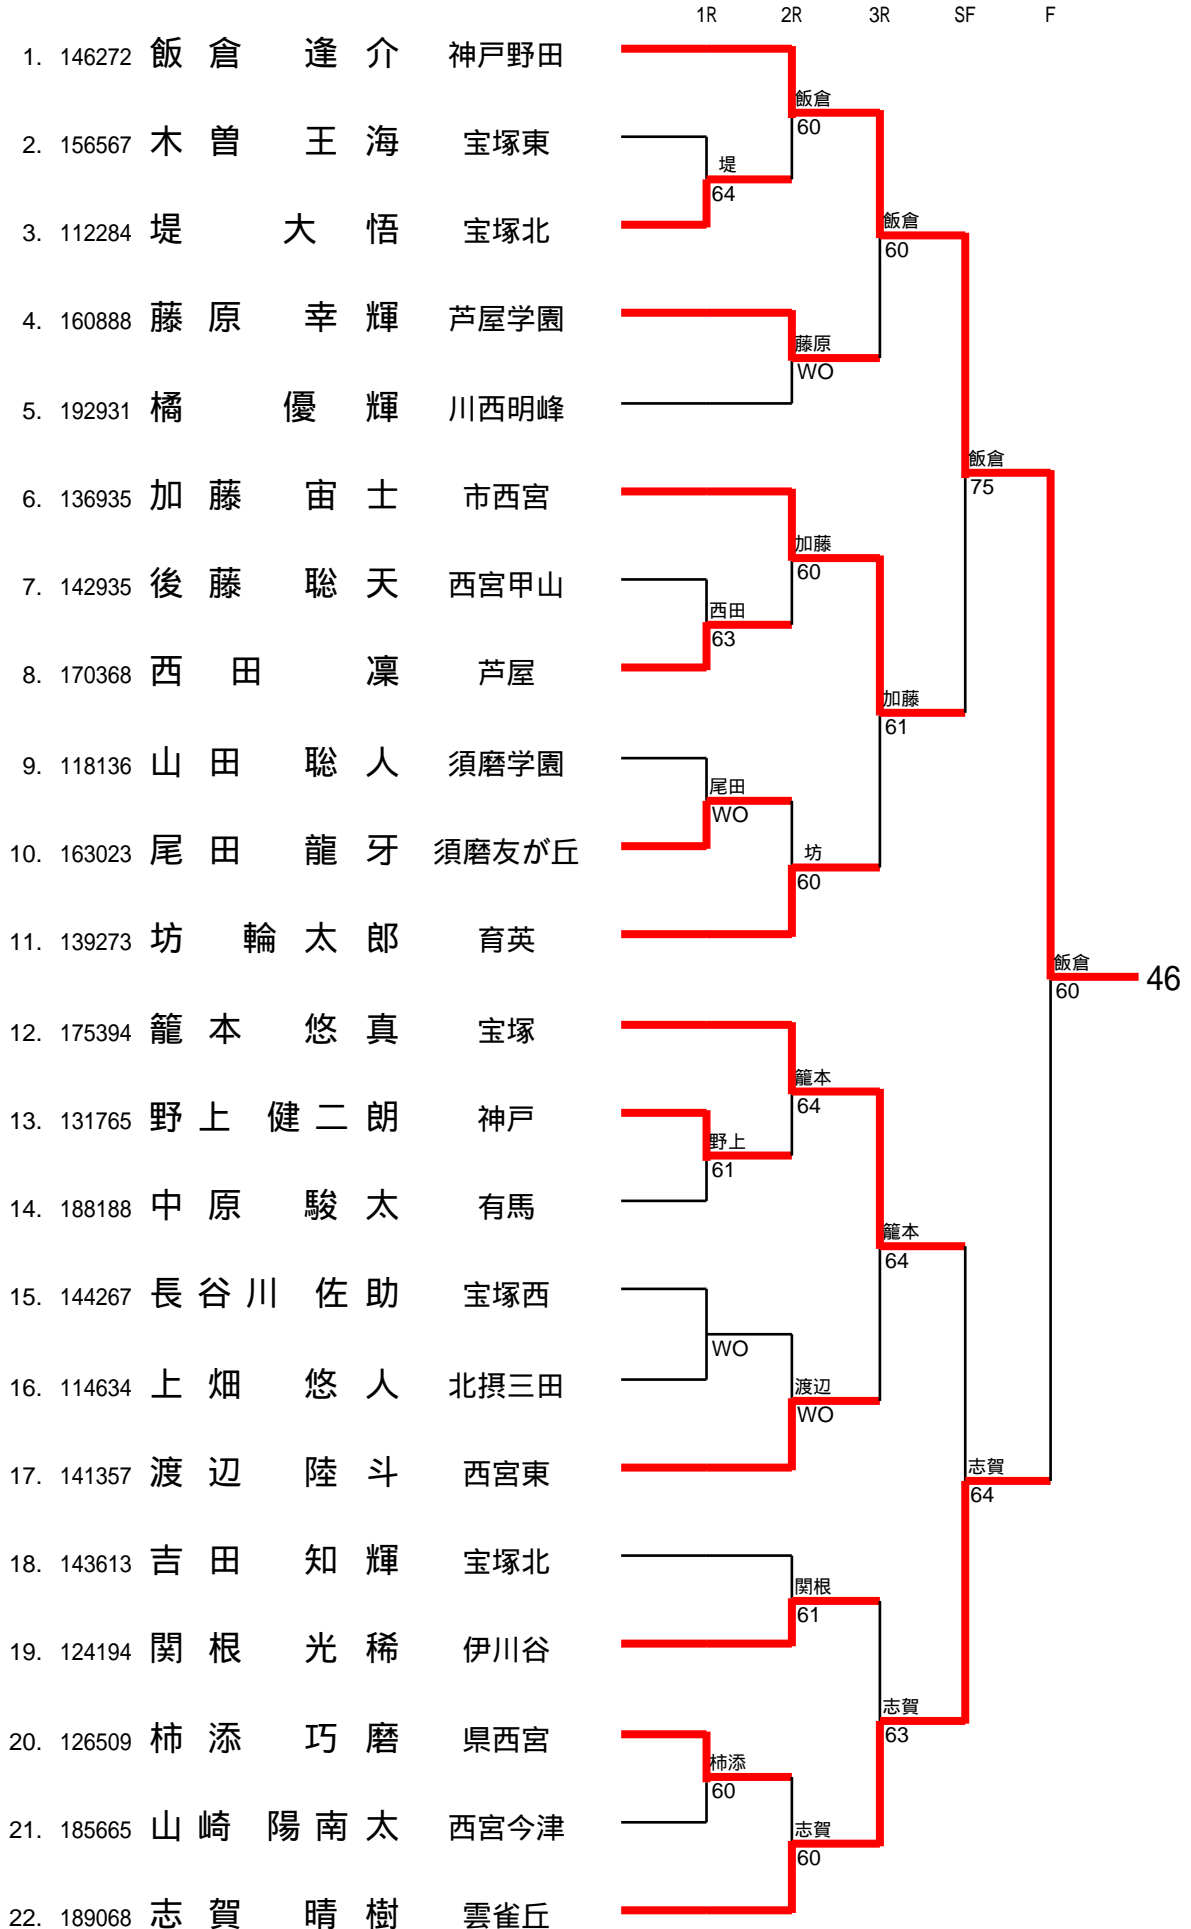 1R 2R 3R SF F
1. 146272 飯倉 逢介 神戸野田
飯倉
60
2. 156567 木曽 王海 宝塚東
堤
64
3. 112284 堤 大悟 宝塚北
飯倉
60
4. 160888 藤原 幸輝 芦屋学園
藤原
WO
5. 192931 橘 優輝 川西明峰
飯倉
75
6. 136935 加藤 宙士 市西宮
加藤
60
7. 142935 後藤 聡天 西宮甲山
西田
63
8. 170368 西田 凜 芦屋
加藤
61
9. 118136 山田 聡人 須磨学園
尾田
WO
10. 163023 尾田 龍牙 須磨友が丘
坊
60
11. 139273 坊 輪太郎 育英
飯倉
60
46
12. 175394 籠本 悠真 宝塚
籠本
64
13. 131765 野上 健二朗 神戸
野上
61
14. 188188 中原 駿太 有馬
籠本
64
15. 144267 長谷川 佐助 宝塚西
WO
16. 114634 上畑 悠人 北摂三田
渡辺
WO
17. 141357 渡辺 陸斗 西宮東
志賀
64
18. 143613 吉田 知輝 宝塚北
関根
61
19. 124194 関根 光稀 伊川谷
志賀
63
20. 126509 柿添 巧磨 県西宮
柿添
60
21. 185665 山崎 陽南太 西宮今津
志賀
60
22. 189068 志賀 晴樹 雲雀丘